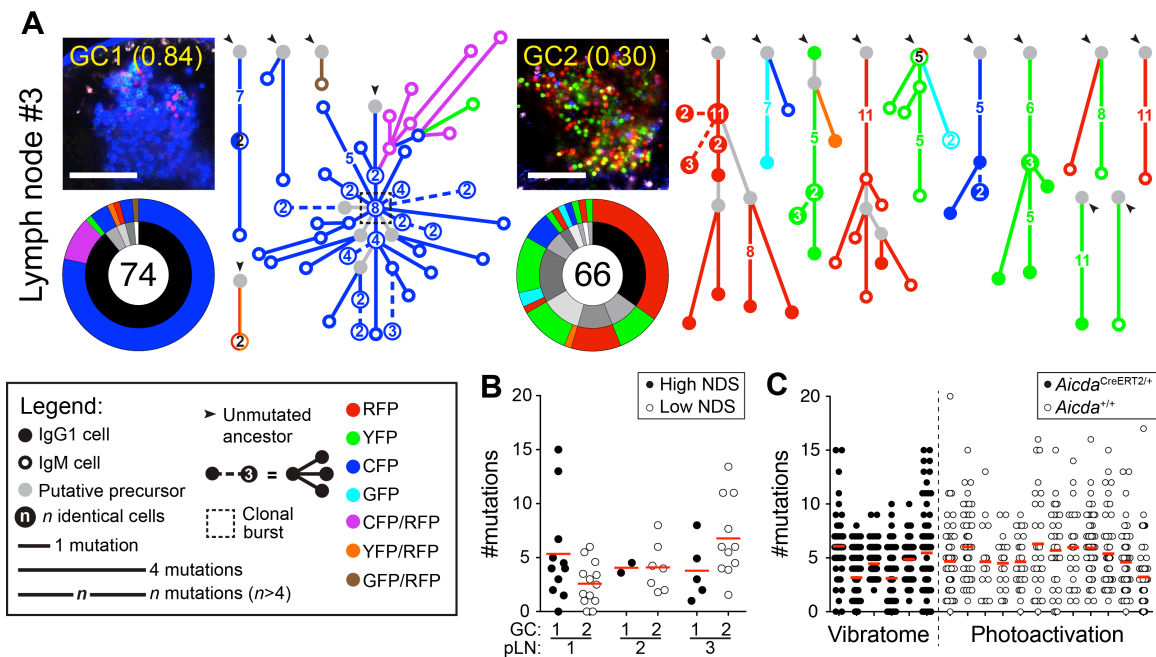 A
Lymph node #3
GC1 (0.84)
74
7
2
2
5
2
2
4
2
2
8
2
2
4
4
2
3
GC2 (0.30)
66
2
11
2
3
8
7
5
2
3
11
5
5
2
5
2
6
3
5
8
11
11
Legend:
IgG1 cell
IgM cell
Putative precursor
n identical cells
1 mutation
4 mutations
n mutations (n>4)
Unmutated
ancestor
3 =
Clonal
burst
RFP
YFP
CFP
GFP
CFP/RFP
YFP/RFP
GFP/RFP
B
High NDS
Low NDS
#mutations
20
15
10
5
0
GC: 1 2 1 2 1 2
pLN: 1 2 3
C
Aicda^CreERT2/+
Aicda^+/+
#mutations
20
15
10
5
0
Vibratome Photoactivation